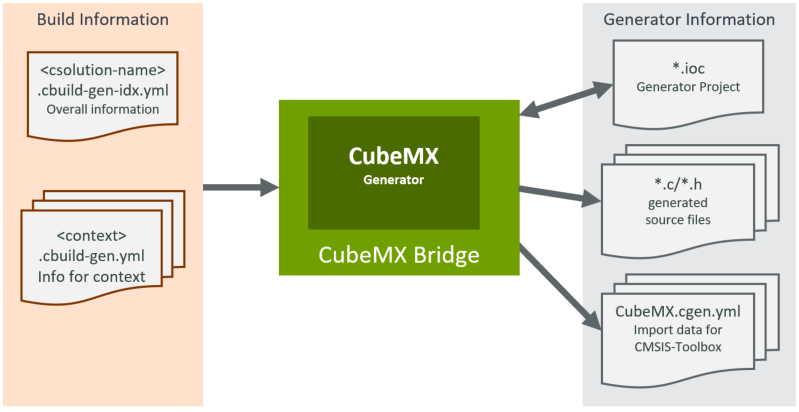 Build Information
<csolution-name>
.cbuild-gen-idx.yml
Overall information
<context>
.cbuild-gen.yml
Info for context
CubeMX
Generator
CubeMX Bridge
Generator Information
*.ioc
Generator Project
*.c/*.h
generated
source files
CubeMX.cgen.yml
Import data for
CMSIS-Toolbox